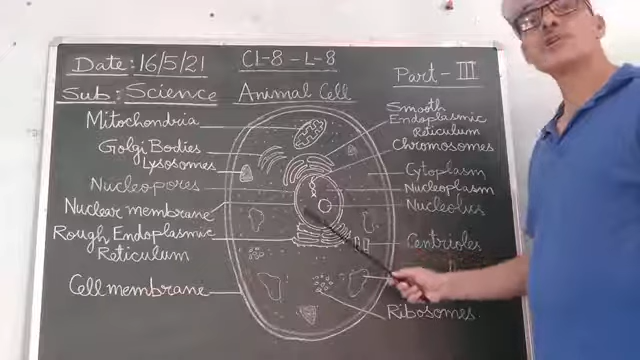 Date: 16/5/21
Cl-8 - L-8
Part - III
Sub: Science
Animal Cell
Mitochondria
Golgi Bodies
Lysosomes
Nucleopores
Nuclear membrane
Rough Endoplasmic
Reticulum
Cell membrane
Smooth
Endoplasmic
Reticulum
Chromosomes
Cytoplasm
Nucleoplasm
Nucleolus
Centrioles
Ribosomes